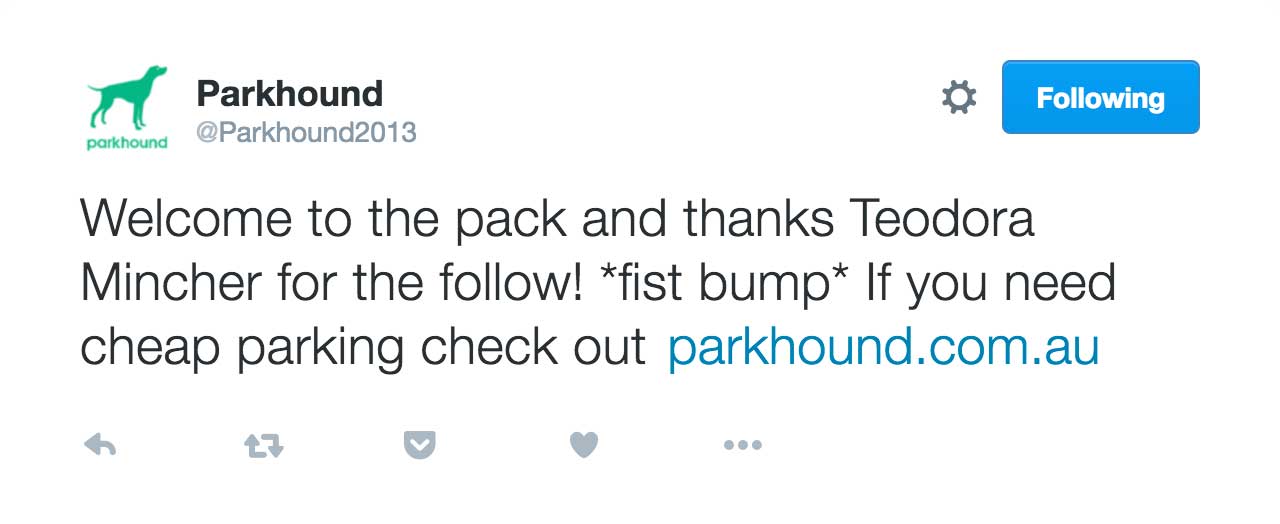 parkhound
Parkhound
@Parkhound2013
Following
Welcome to the pack and thanks Teodora
Mincher for the follow! *fist bump* If you need
cheap parking check out parkhound.com.au